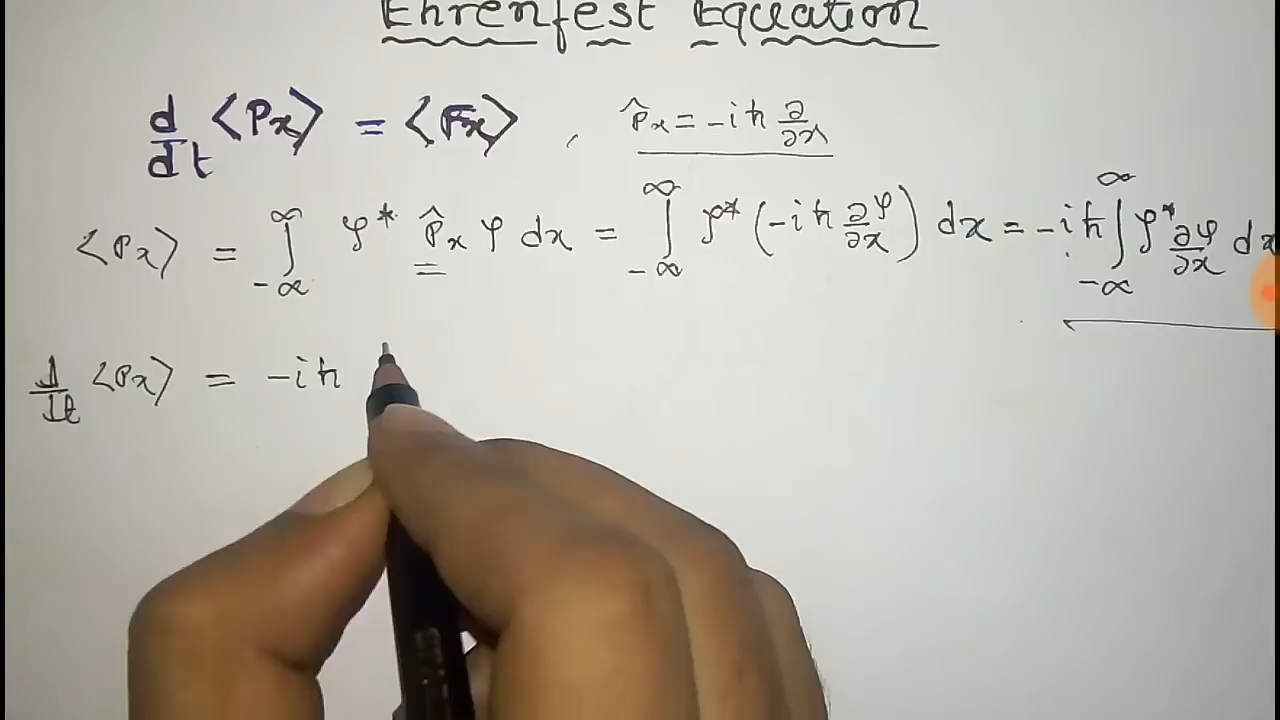 Ehrenfest Equation
d/dt <Px> = <Fx> , P̂x = -iħ ∂/∂x
<Px> = ∫_{-∞}^{∞} φ* P̂x φ dx = ∫_{-∞}^{∞} φ* (-iħ ∂φ/∂x) dx = -iħ ∫_{-∞}^{∞} φ* ∂φ/∂x dx
d/dt <Px> = -iħ